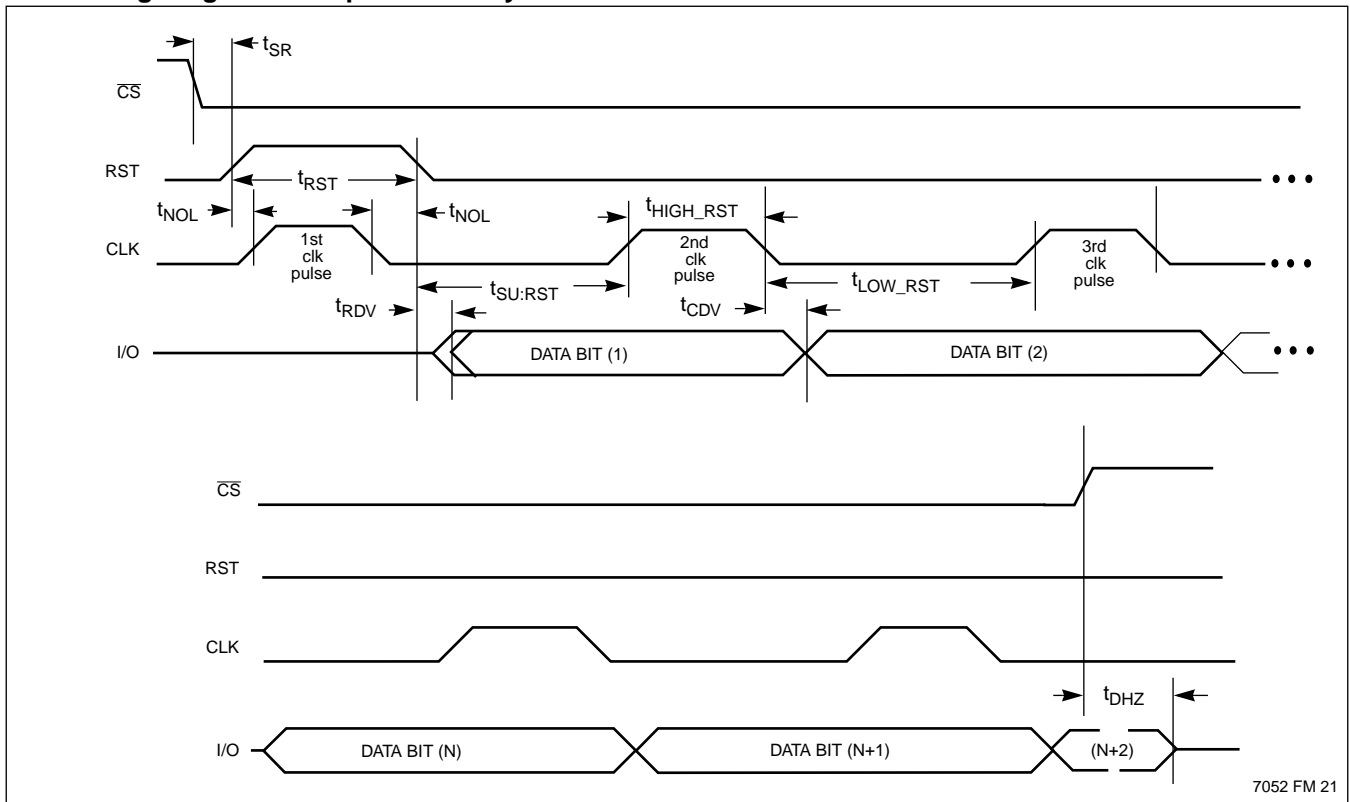 t_SR
CS
RST
t_RST
t_NOL
t_NOL
t_HIGH_RST
CLK
1st
clk
pulse
2nd
clk
pulse
3rd
clk
pulse
• • •
• • •
t_SU:RST
t_LOW_RST
t_RDV
t_CDV
I/O
DATA BIT (1)
DATA BIT (2)
• • •
CS
RST
CLK
t_DHZ
I/O
DATA BIT (N)
DATA BIT (N+1)
(N+2)
7052 FM 21